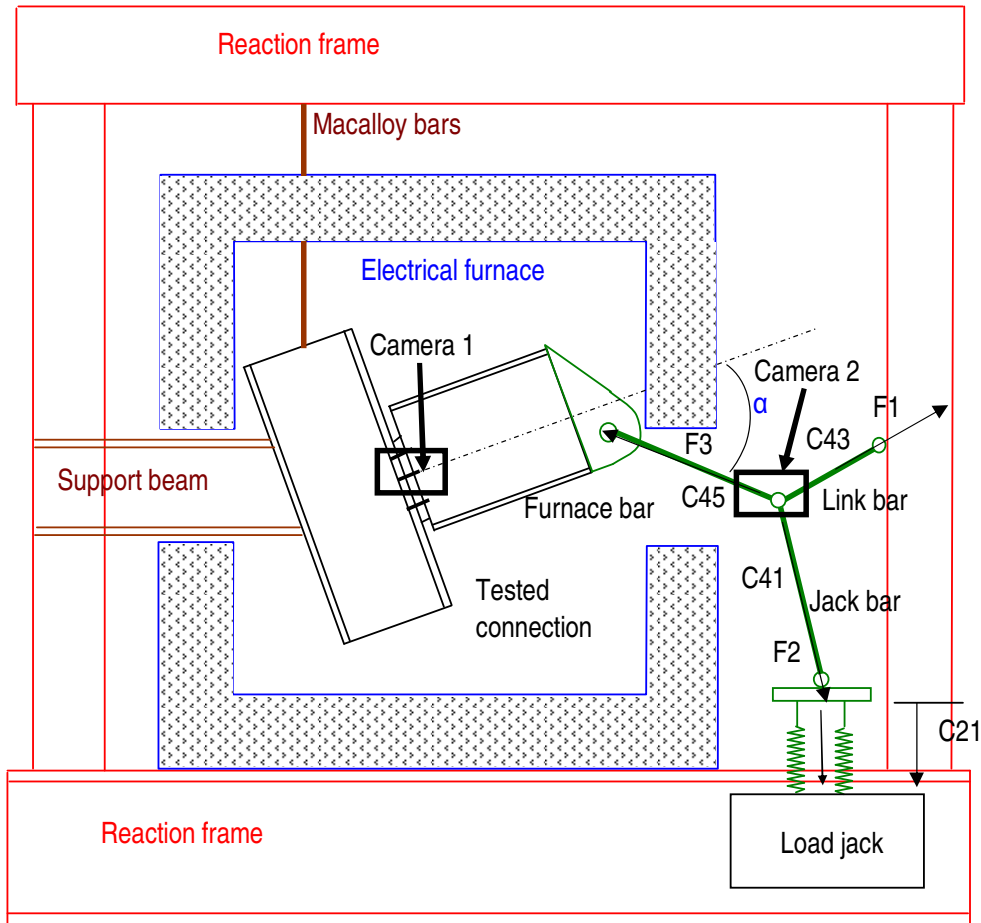 Reaction frame
Macalloy bars
Electrical furnace
Camera 1
Camera 2
α
F1
F3
C43
Support beam
C45
Link bar
Furnace bar
C41
Tested
connection
Jack bar
F2
C21
Reaction frame
Load jack